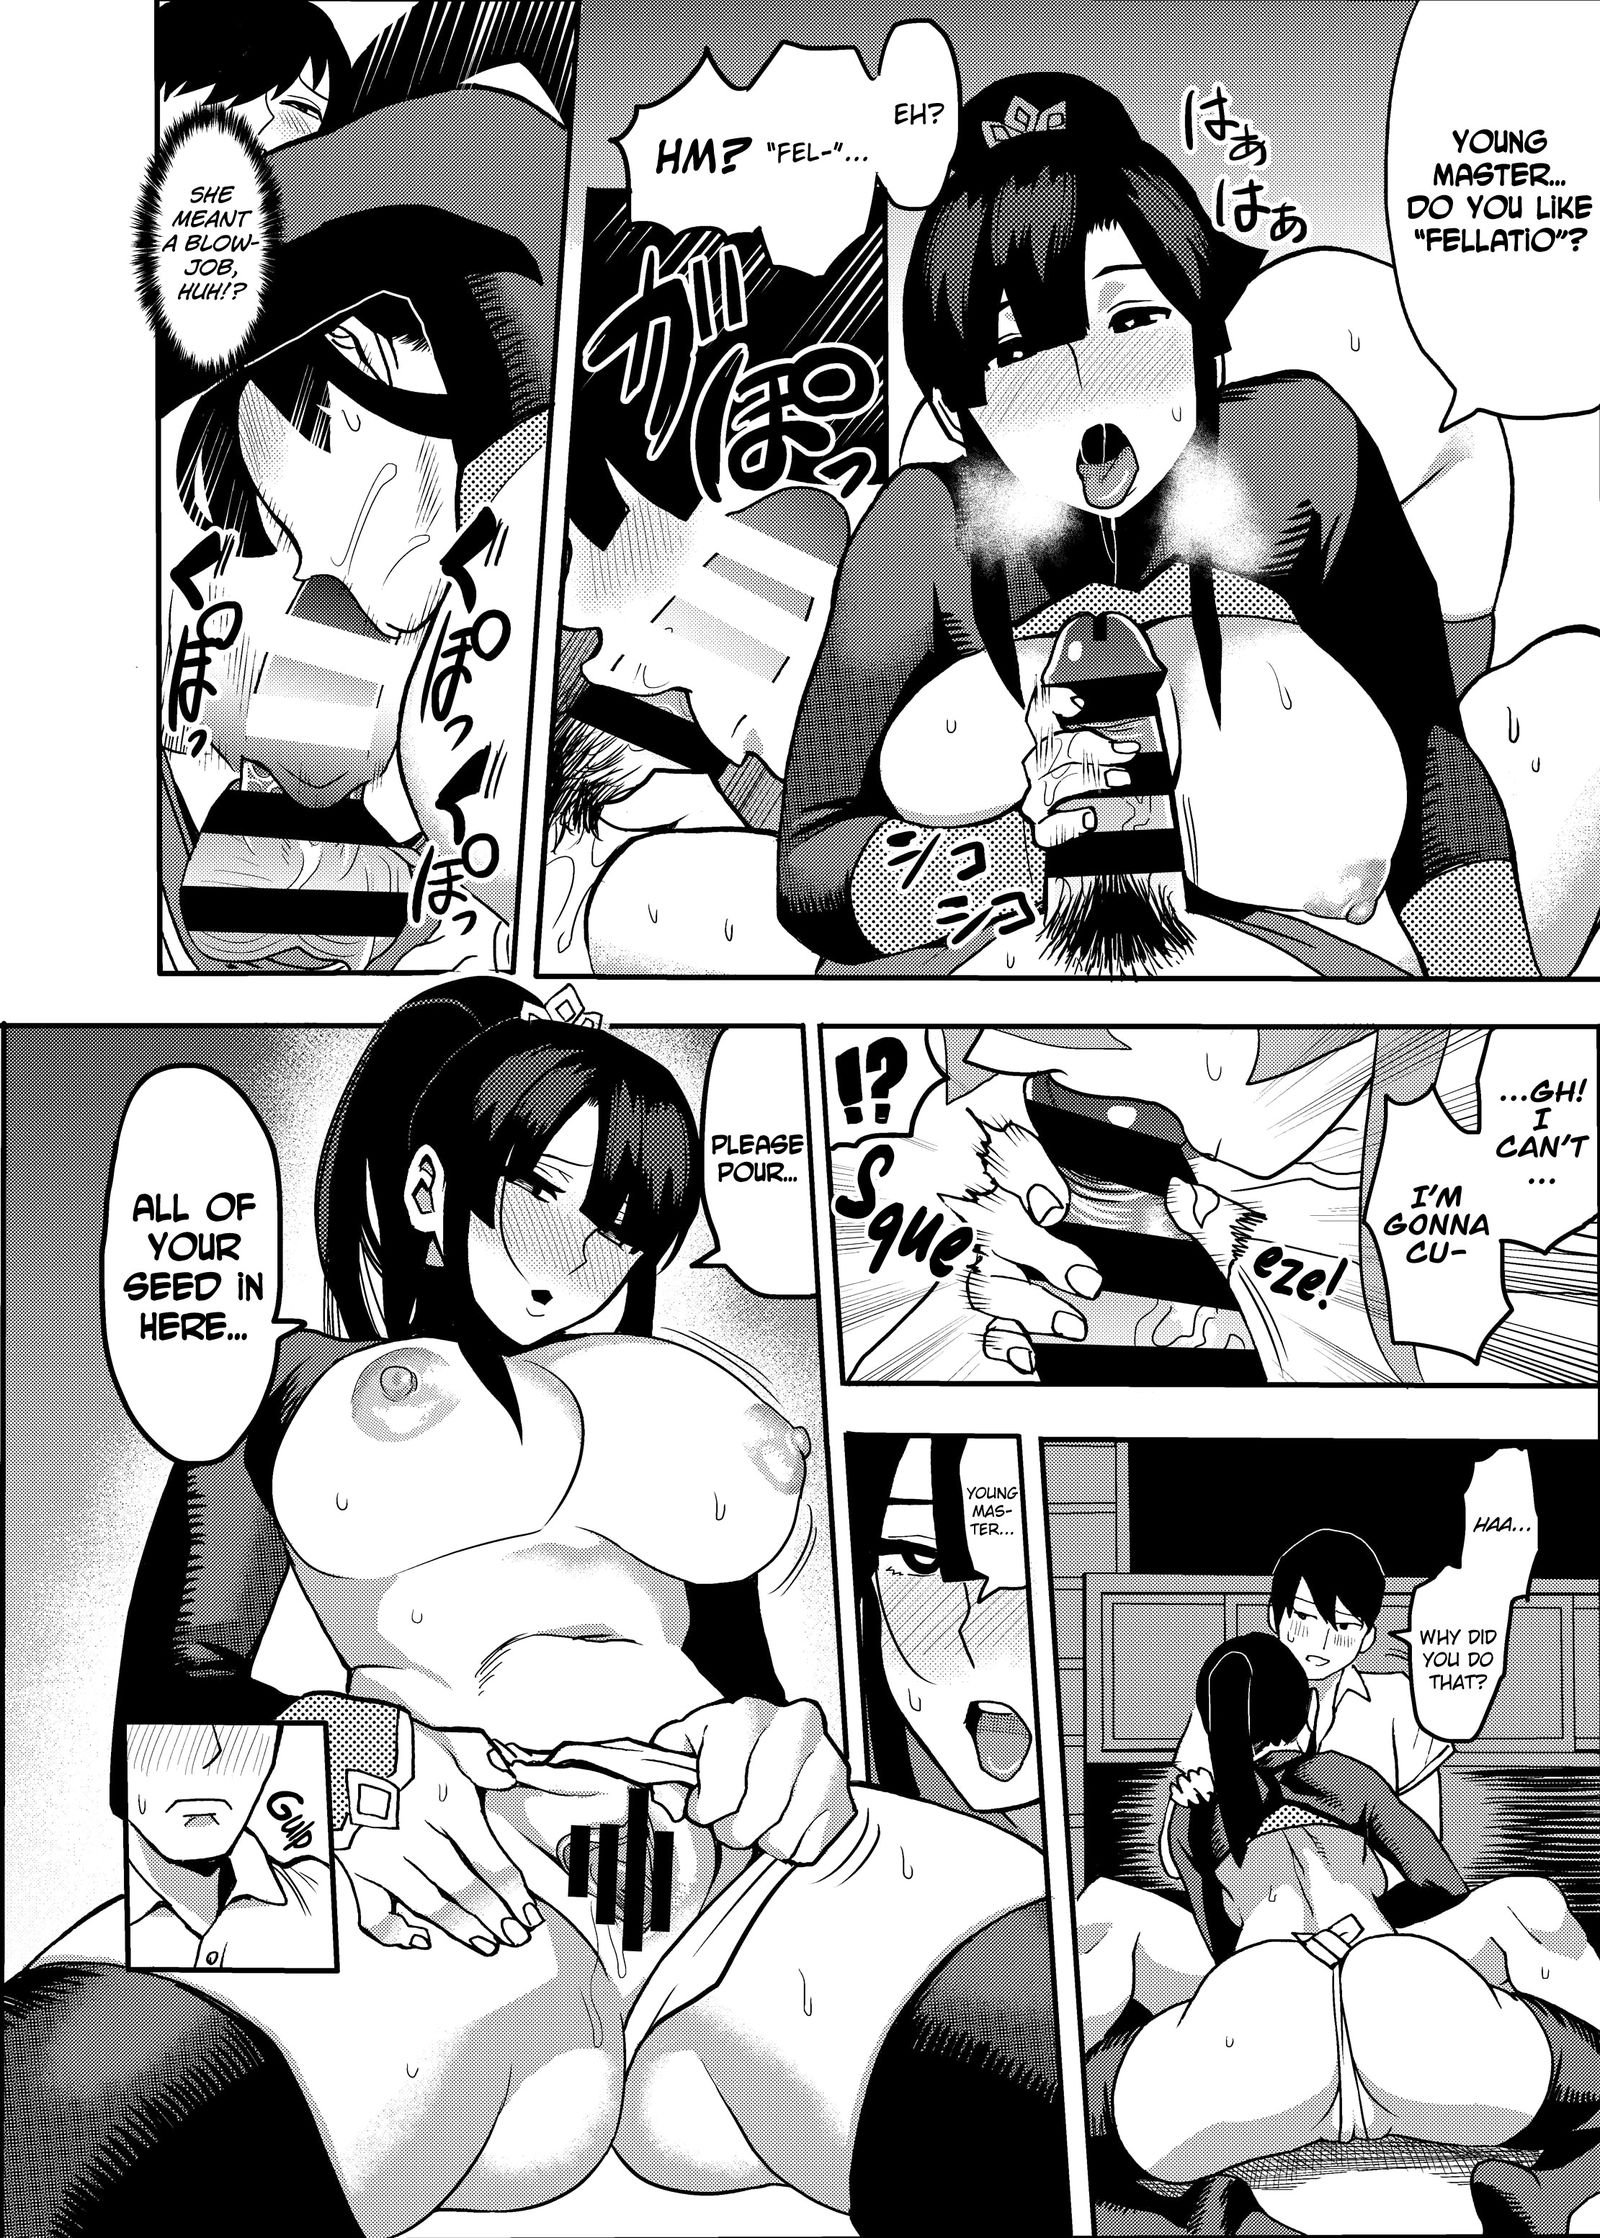 YOUNG
MASTER...
DO YOU LIKE
"FELLATIO"?
はぁ
はぁ
EH?
HM? "FEL-"...
ガ
ぽっ
シコ
シコ
SHE
MEANT
A BLOW-
JOB,
HUH!?
ぐぽっ
ぐぽっ
ぐぽっ
...GH!
I
CAN'T
...
I'M
GONNA
CU-
!?
Sque
eze!
HAA...
WHY DID
YOU DO
THAT?
YOUNG
MAS-
TER...
PLEASE
POUR...
ALL OF
YOUR
SEED IN
HERE...
Gulp